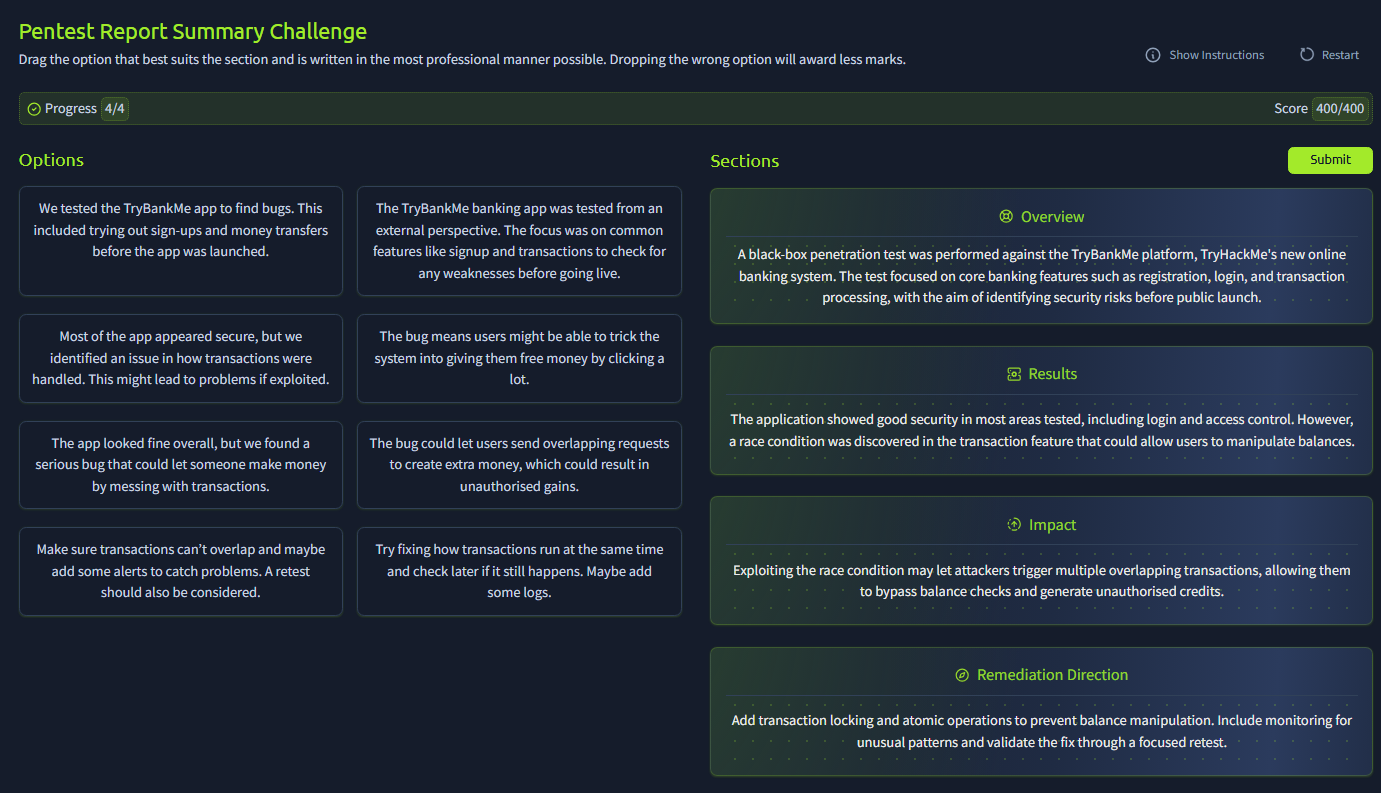 Pentest Report Summary Challenge
Drag the option that best suits the section and is written in the most professional manner possible. Dropping the wrong option will award less marks.
Show Instructions
Restart
Progress 4/4
Score 400/400
Options
We tested the TryBankMe app to find bugs. This
included trying out sign-ups and money transfers
before the app was launched.
The TryBankMe banking app was tested from an
external perspective. The focus was on common
features like signup and transactions to check for
any weaknesses before going live.
Most of the app appeared secure, but we
identified an issue in how transactions were
handled. This might lead to problems if exploited.
The bug means users might be able to trick the
system into giving them free money by clicking a
lot.
The app looked fine overall, but we found a
serious bug that could let someone make money
by messing with transactions.
The bug could let users send overlapping requests
to create extra money, which could result in
unauthorised gains.
Make sure transactions can’t overlap and maybe
add some alerts to catch problems. A retest
should also be considered.
Try fixing how transactions run at the same time
and check later if it still happens. Maybe add
some logs.
Sections
Submit
Overview
A black-box penetration test was performed against the TryBankMe platform, TryHackMe's new online
banking system. The test focused on core banking features such as registration, login, and transaction
processing, with the aim of identifying security risks before public launch.
Results
The application showed good security in most areas tested, including login and access control. However,
a race condition was discovered in the transaction feature that could allow users to manipulate balances.
Impact
Exploiting the race condition may let attackers trigger multiple overlapping transactions, allowing them
to bypass balance checks and generate unauthorised credits.
Remediation Direction
Add transaction locking and atomic operations to prevent balance manipulation. Include monitoring for
unusual patterns and validate the fix through a focused retest.